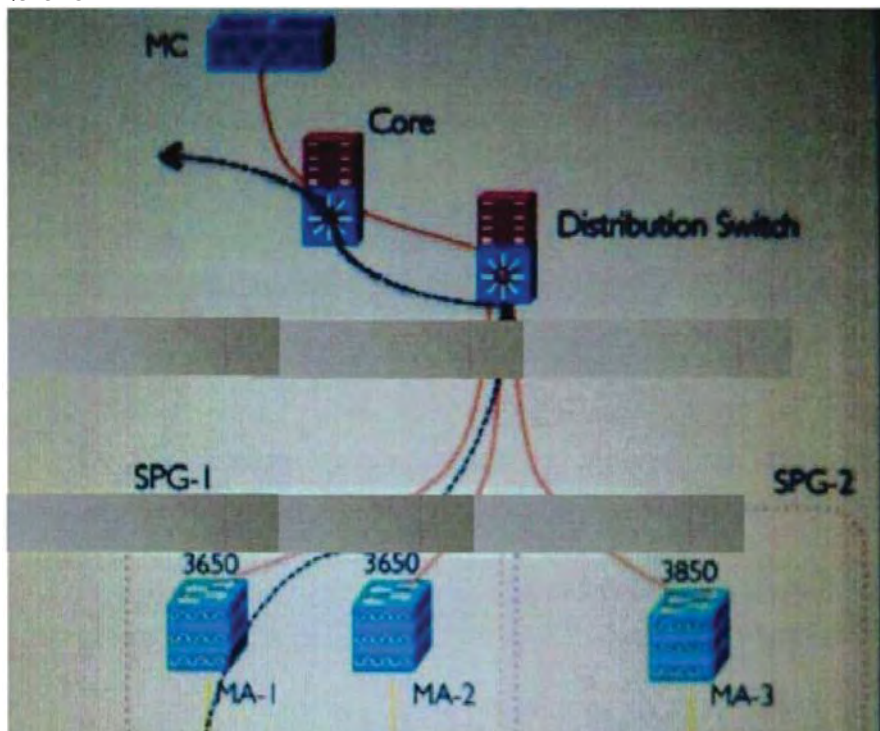 MC
Core
Distribution Switch
SPG-1
SPG-2
3650
3650
3850
MA-1
MA-2
MA-3